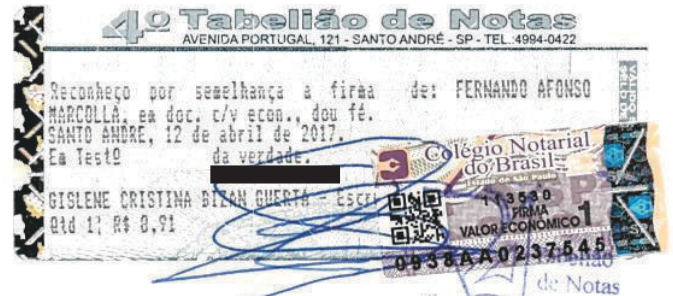 4º Tabelião de Notas
AVENIDA PORTUGAL, 121 - SANTO ANDRÉ - SP - TEL.:4994-0422
Reconheço por semelhança a firma de: FERNANDO AFONSO
MARCOLLA, em doc. c/v econ., dou fé.
SANTO ANDRE, 12 de abril de 2017.
Em Testº da verdade.
GISLENE CRISTINA BIZAN GUERTA - Escr
Qtd 1; R$ 8,91
Colégio Notarial
do Brasil
Estado de São Paulo
113530
FIRMA
VALOR ECONÔMICO 1
0938AA0237545
de Notas